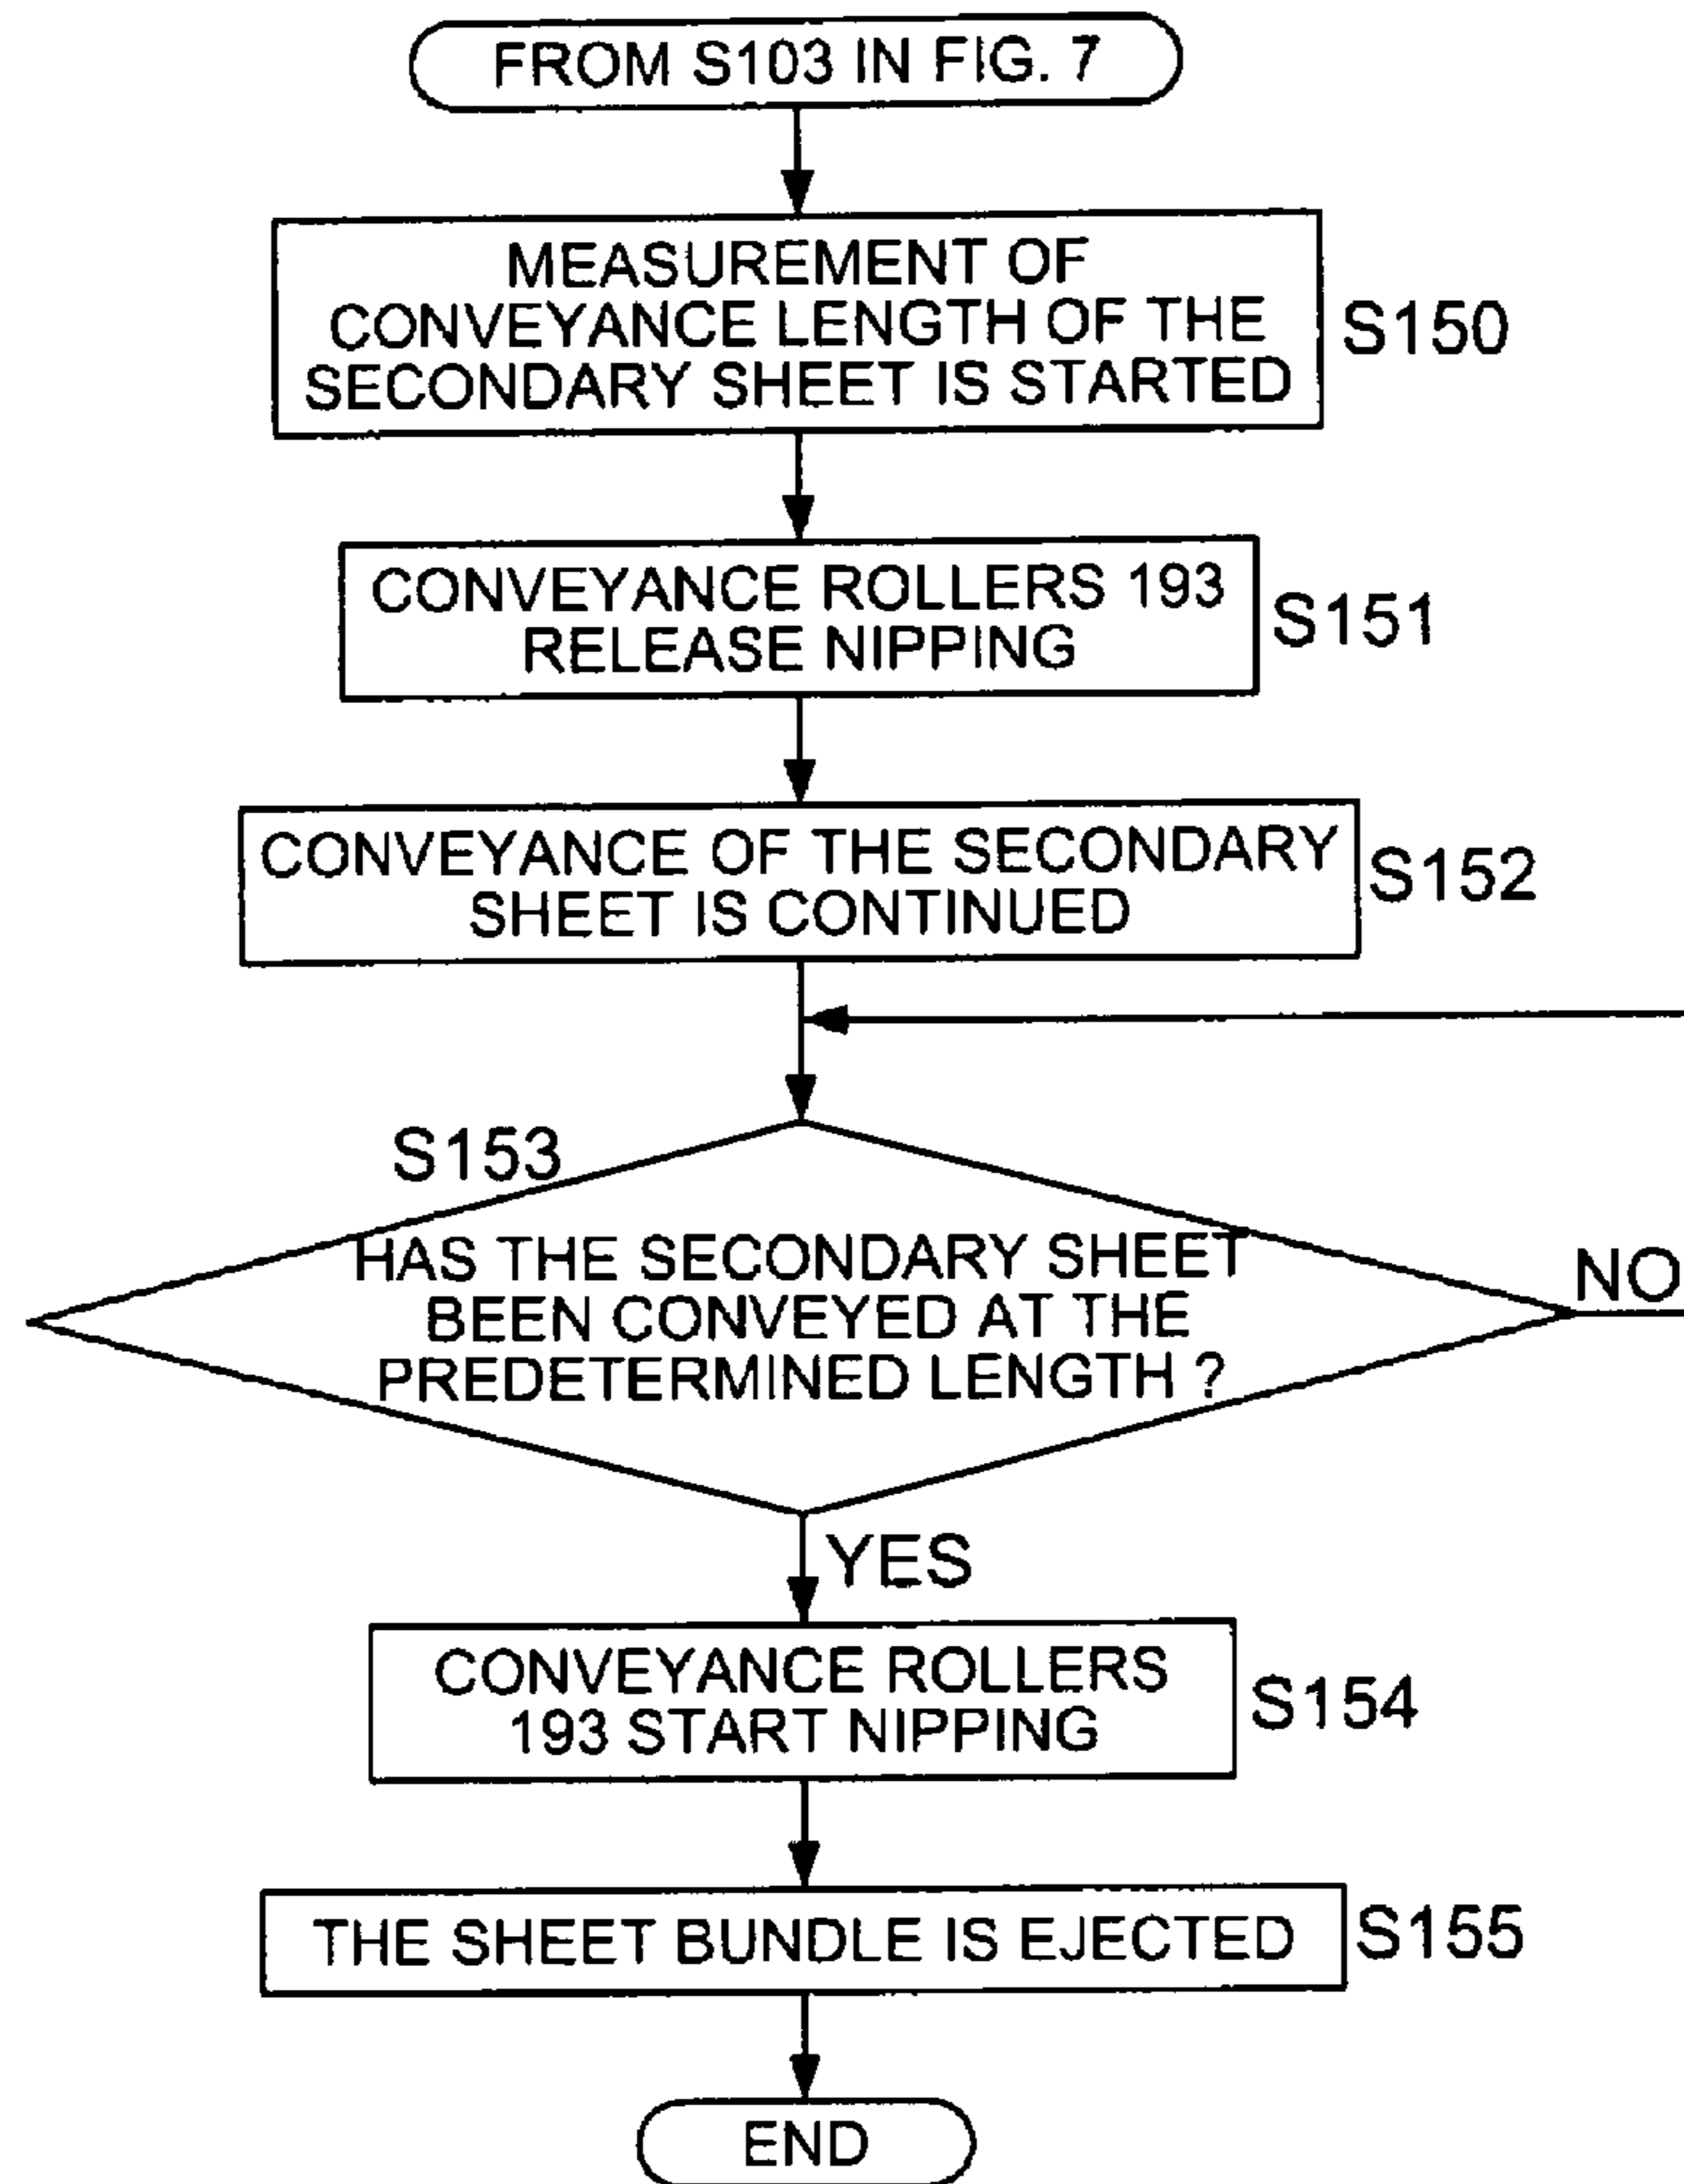 FROM S103 IN FIG. 7
MEASUREMENT OF
CONVEYANCE LENGTH OF THE
SECONDARY SHEET IS STARTED
S150
CONVEYANCE ROLLERS 193
RELEASE NIPPING
S151
CONVEYANCE OF THE SECONDARY
SHEET IS CONTINUED
S152
S153
HAS THE SECONDARY SHEET
BEEN CONVEYED AT THE
PREDETERMINED LENGTH ?
NO
YES
CONVEYANCE ROLLERS
193 START NIPPING
S154
THE SHEET BUNDLE IS EJECTED
S155
END